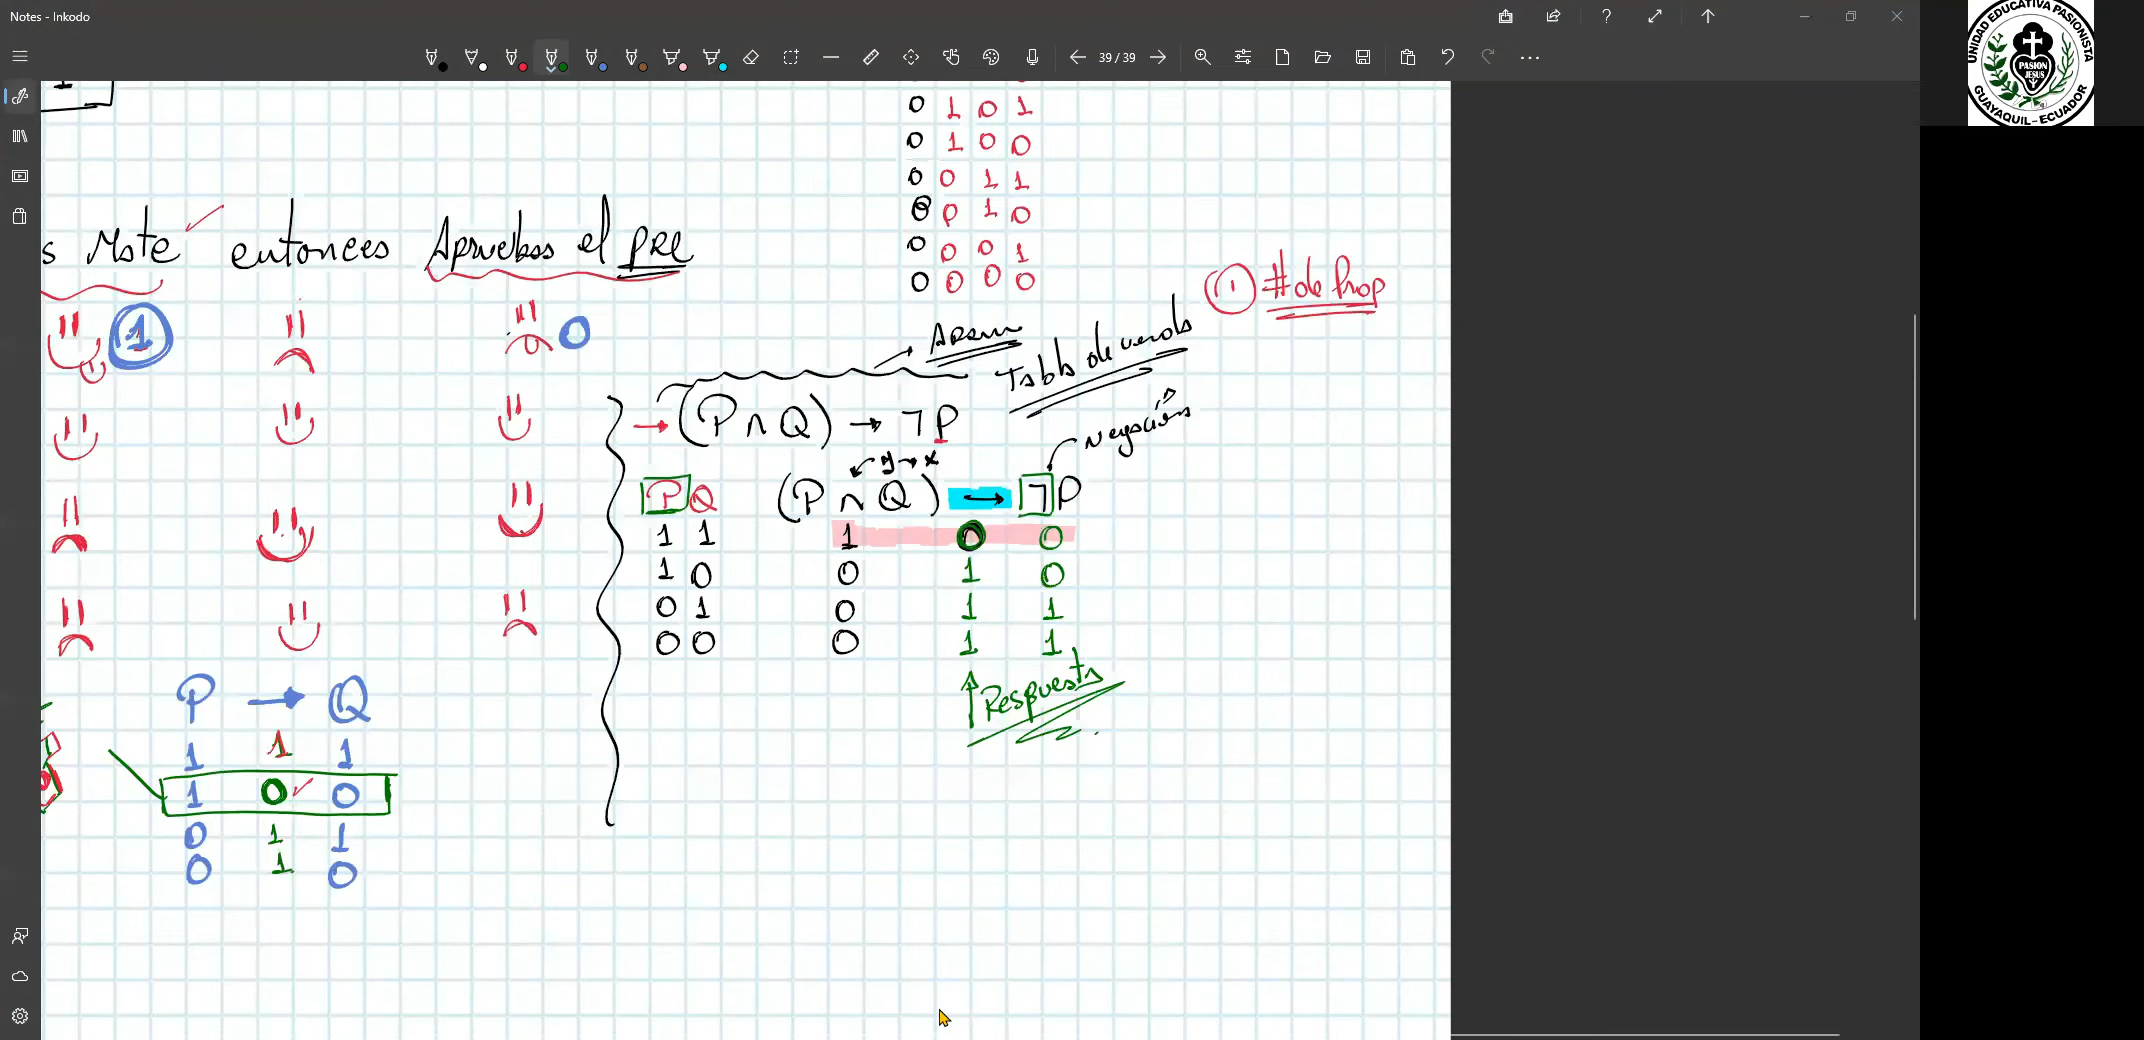 Notes - Inkodo
39 / 39
UNIDAD EDUCATIVA PASIONISTA
PASION
JESUS
GUAYAQUIL - ECUADOR
0 1 0 1
0 1 0 0
0 0 1 1
0 0 1 0
0 0 0 1
0 0 0 0
s Mate entonces Apruebas el PRE
1
0
1 # de Prop
Tabla de verdad
(P ∧ Q) → ¬ P
negación
y → x
P Q (P ∧ Q) → ¬ P
1 1 1 0 0
1 0 0 1 0
0 1 0 1 1
0 0 0 1 1
Respuesta
P → Q
1 1 1
1 0 0
0 1 1
0 1 0